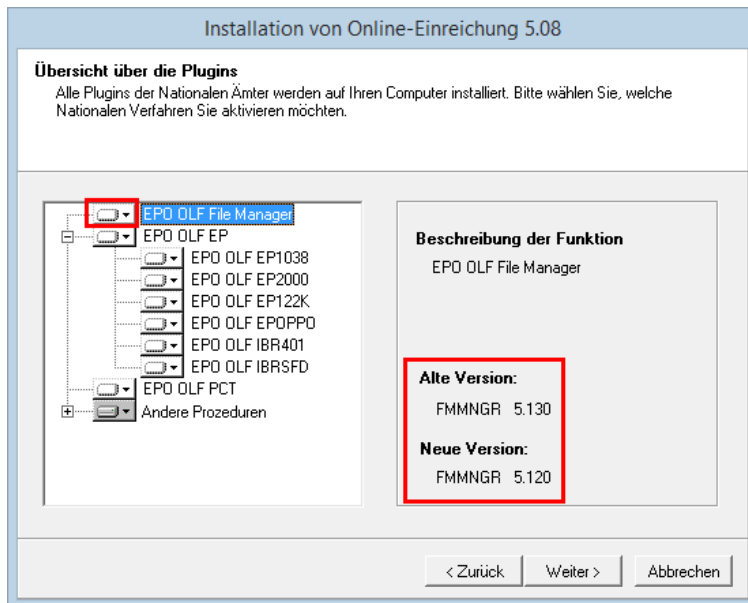 Installation von Online-Einreichung 5.08
Übersicht über die Plugins
Alle Plugins der Nationalen Ämter werden auf Ihren Computer installiert. Bitte wählen Sie, welche
Nationalen Verfahren Sie aktivieren möchten.
EPO OLF File Manager
EPO OLF EP
EPO OLF EP1038
EPO OLF EP2000
EPO OLF EP122K
EPO OLF EPOPPO
EPO OLF IBR401
EPO OLF IBRSFD
EPO OLF PCT
Andere Prozeduren
Beschreibung der Funktion
EPO OLF File Manager
Alte Version:
FMMNGR 5.130
Neue Version:
FMMNGR 5.120
< Zurück
Weiter >
Abbrechen